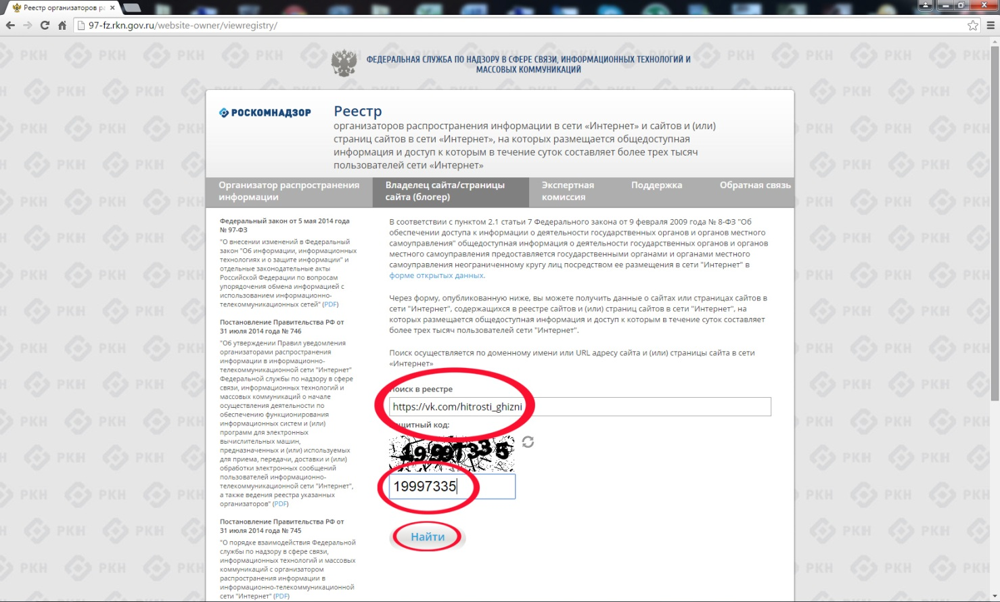 Реестр организаторов ра
97-fz.rkn.gov.ru/website-owner/viewregistry/
ФЕДЕРАЛЬНАЯ СЛУЖБА ПО НАДЗОРУ В СФЕРЕ СВЯЗИ, ИНФОРМАЦИОННЫХ ТЕХНОЛОГИЙ И
МАССОВЫХ КОММУНИКАЦИЙ
РОСКОМНАДЗОР
Реестр
организаторов распространения информации в сети «Интернет» и сайтов и (или)
страниц сайтов в сети «Интернет», на которых размещается общедоступная
информация и доступ к которым в течение суток составляет более трех тысяч
пользователей сети «Интернет»
Организатор распространения
информации
Владелец сайта/страницы
сайта (блогер)
Экспертная
комиссия
Поддержка
Обратная связь
Федеральный закон от 5 мая 2014 года
№ 97-ФЗ
"О внесении изменений в Федеральный
закон "Об информации, информационных
технологиях и о защите информации" и
отдельные законодательные акты
Российской Федерации по вопросам
упорядочения обмена информацией с
использованием информационно-
телекоммуникационных сетей" (PDF)
Постановление Правительства РФ от
31 июля 2014 года № 746
"Об утверждении Правил уведомления
организаторами распространения
информации в информационно-
телекоммуникационной сети "Интернет"
Федеральной службы по надзору в сфере
связи, информационных технологий и
массовых коммуникаций о начале
осуществления деятельности по
обеспечению функционирования
информационных систем и (или)
программ для электронных
вычислительных машин,
предназначенных и (или) используемых
для приема, передачи, доставки и (или)
обработки электронных сообщений
пользователей информационно-
телекоммуникационной сети "Интернет",
а также ведения реестра указанных
организаторов" (PDF)
Постановление Правительства РФ от
31 июля 2014 года № 745
"О порядке взаимодействия Федеральной
службы по надзору в сфере связи,
информационных технологий и массовых
коммуникаций с организатором
распространения информации в
информационно-телекоммуникационной
сети "Интернет" (PDF)
В соответствии с пунктом 2.1 статьи 7 Федерального закона от 9 февраля 2009 года № 8-ФЗ "Об
обеспечении доступа к информации о деятельности государственных органов и органов местного
самоуправления" общедоступная информация о деятельности государственных органов и органов
местного самоуправления предоставляется государственными органами и органами местного
самоуправления неограниченному кругу лиц посредством ее размещения в сети "Интернет" в
форме открытых данных.
Через форму, опубликованную ниже, вы можете получить данные о сайтах или страницах сайтов в
сети "Интернет", содержащихся в реестре сайтов и (или) страниц сайтов в сети "Интернет", на
которых размещается общедоступная информация и доступ к которым в течение суток составляет
более трех тысяч пользователей сети "Интернет".
Поиск осуществляется по доменному имени или URL адресу сайта и (или) страницы сайта в сети
«Интернет»
Поиск в реестре
https://vk.com/hitrosti_ghizni
Защитный код:
19997335
19997335
Найти